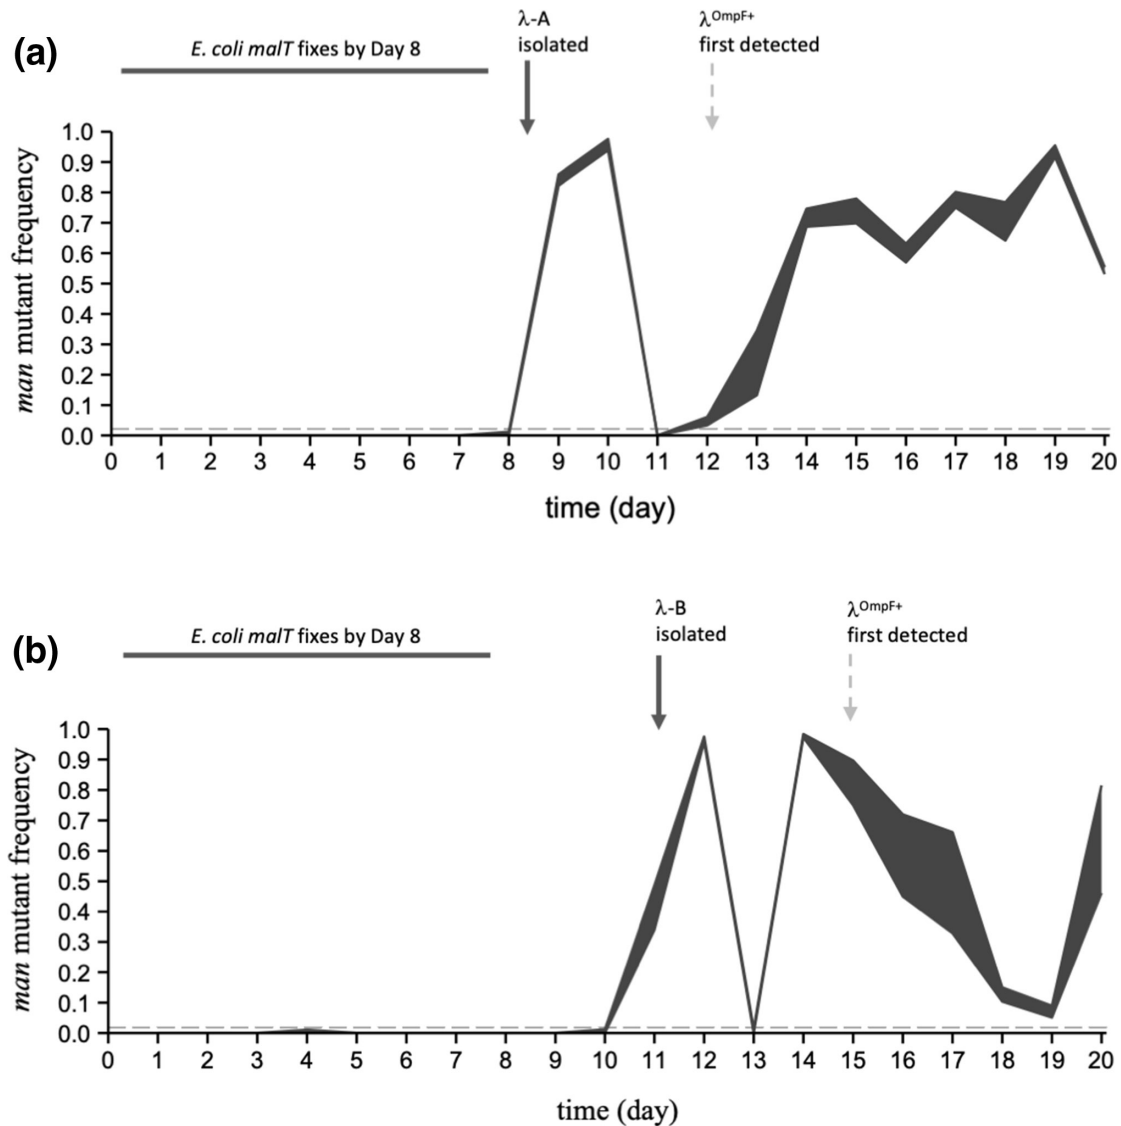 (a)
E. coli malT fixes by Day 8
λ-A
isolated
λOmpF+
first detected
man mutant frequency
1.0
0.9
0.8
0.7
0.6
0.5
0.4
0.3
0.2
0.1
0.0
0 1 2 3 4 5 6 7 8 9 10 11 12 13 14 15 16 17 18 19 20
time (day)
(b)
E. coli malT fixes by Day 8
λ-B
isolated
λOmpF+
first detected
man mutant frequency
1.0
0.9
0.8
0.7
0.6
0.5
0.4
0.3
0.2
0.1
0.0
0 1 2 3 4 5 6 7 8 9 10 11 12 13 14 15 16 17 18 19 20
time (day)